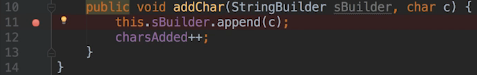 10 public void addChar(StringBuilder sBuilder, char c) {
11 this.sBuilder.append(c);
12 charsAdded++;
13 }
14 }